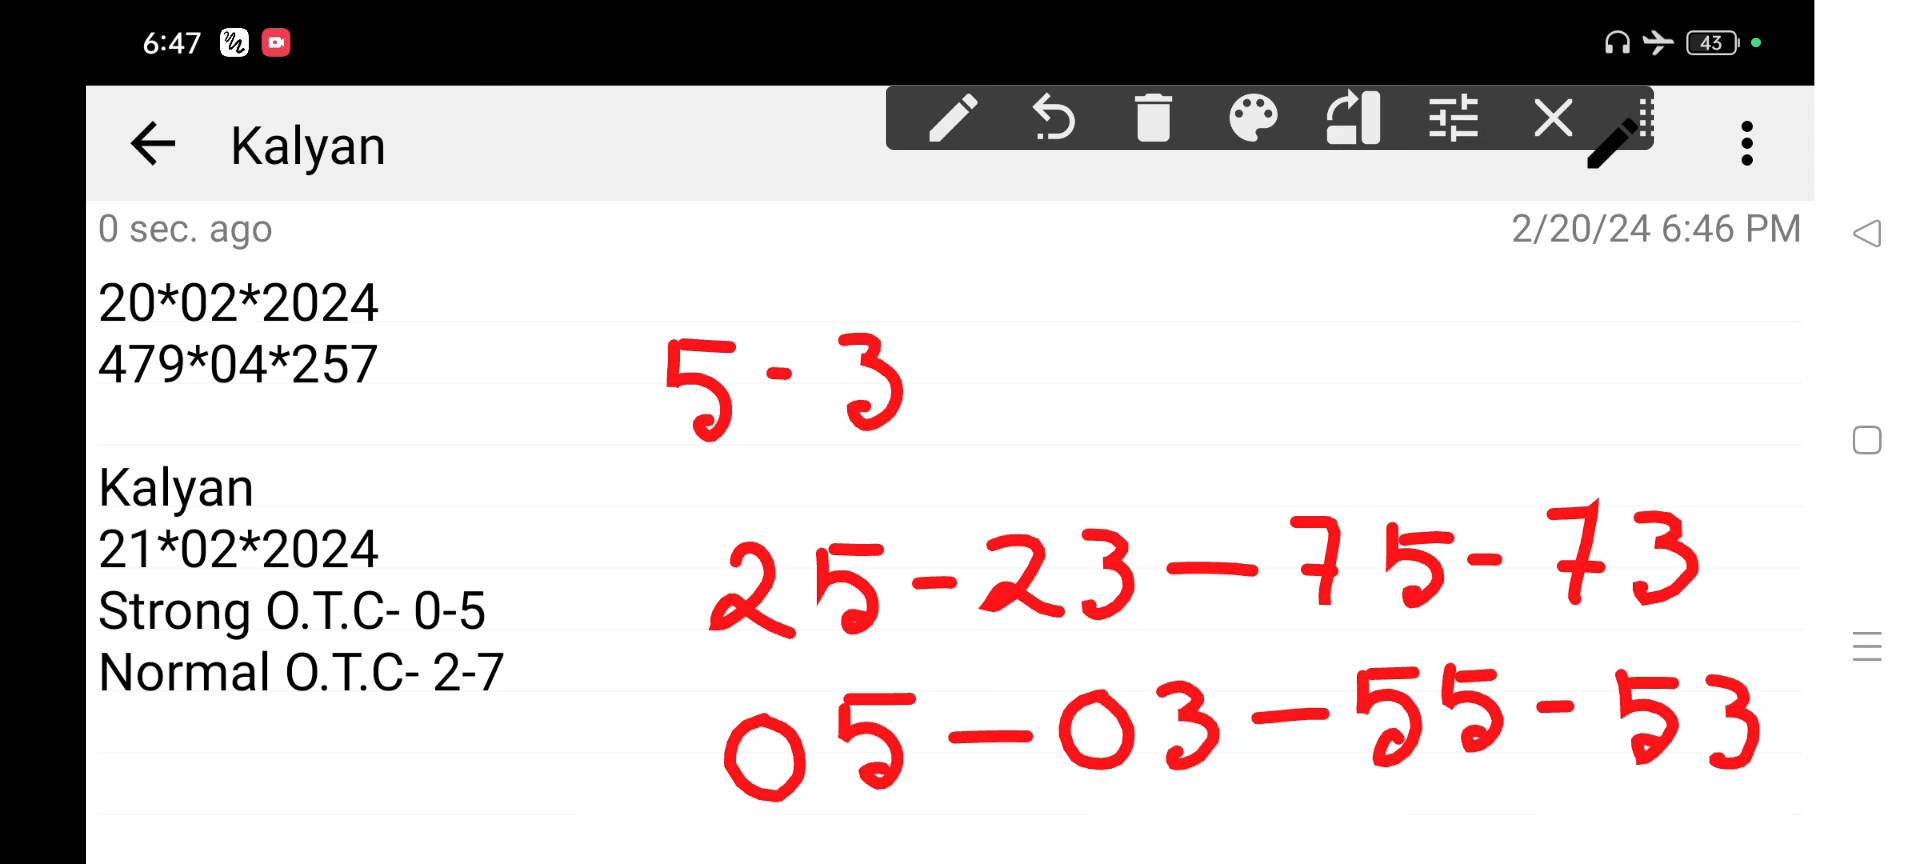 6:47
43
Kalyan
0 sec. ago
2/20/24 6:46 PM
20*02*2024
479*04*257
5-3
Kalyan
21*02*2024
Strong O.T.C- 0-5
Normal O.T.C- 2-7
25-23-75-73
05-03-55-53